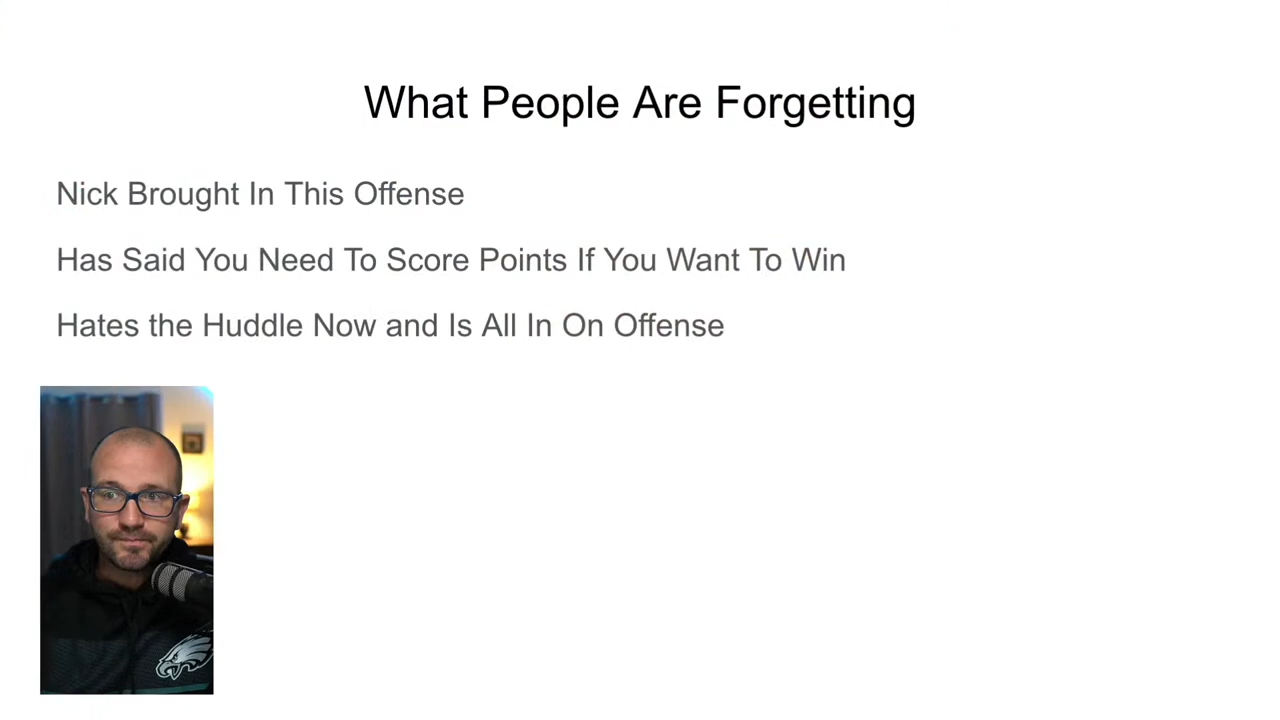 What People Are Forgetting
Nick Brought In This Offense
Has Said You Need To Score Points If You Want To Win
Hates the Huddle Now and Is All In On Offense